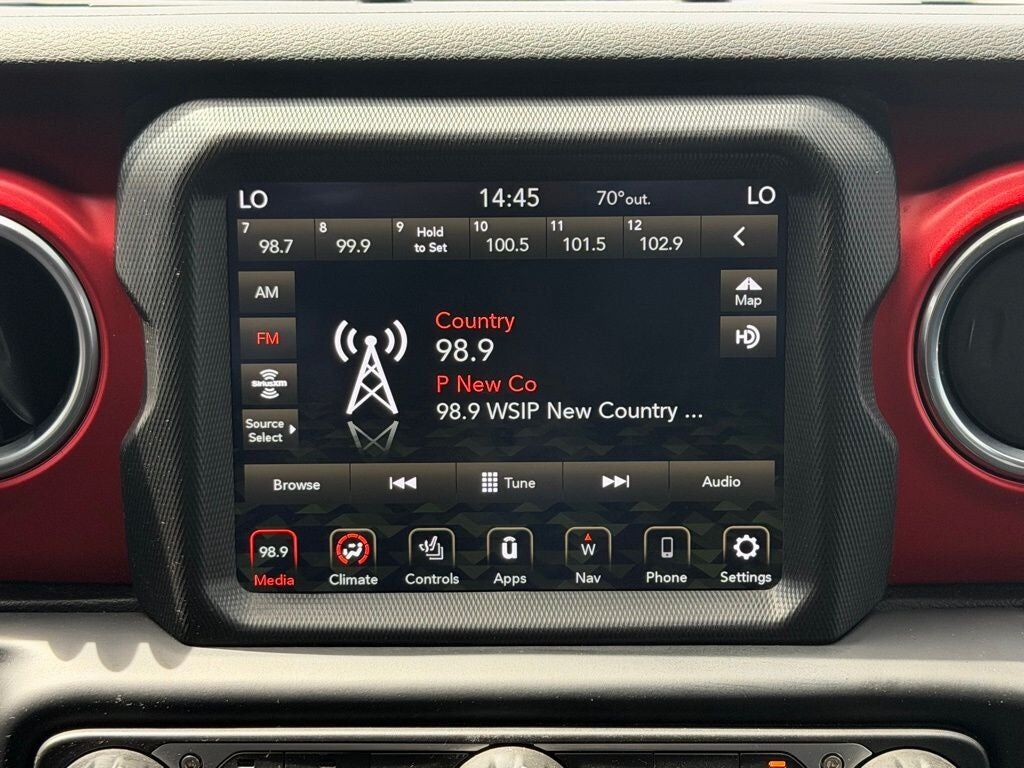 LO 14:45 70°out. LO
7 98.7 8 99.9 9 Hold to Set 10 100.5 11 101.5 12 102.9
AM
Map
Country
FM
HD
98.9
SiriusXM
P New Co
98.9 WSIP New Country ...
Source
Select
Browse Tune Audio
98.9 û W
Media Climate Controls Apps Nav Phone Settings